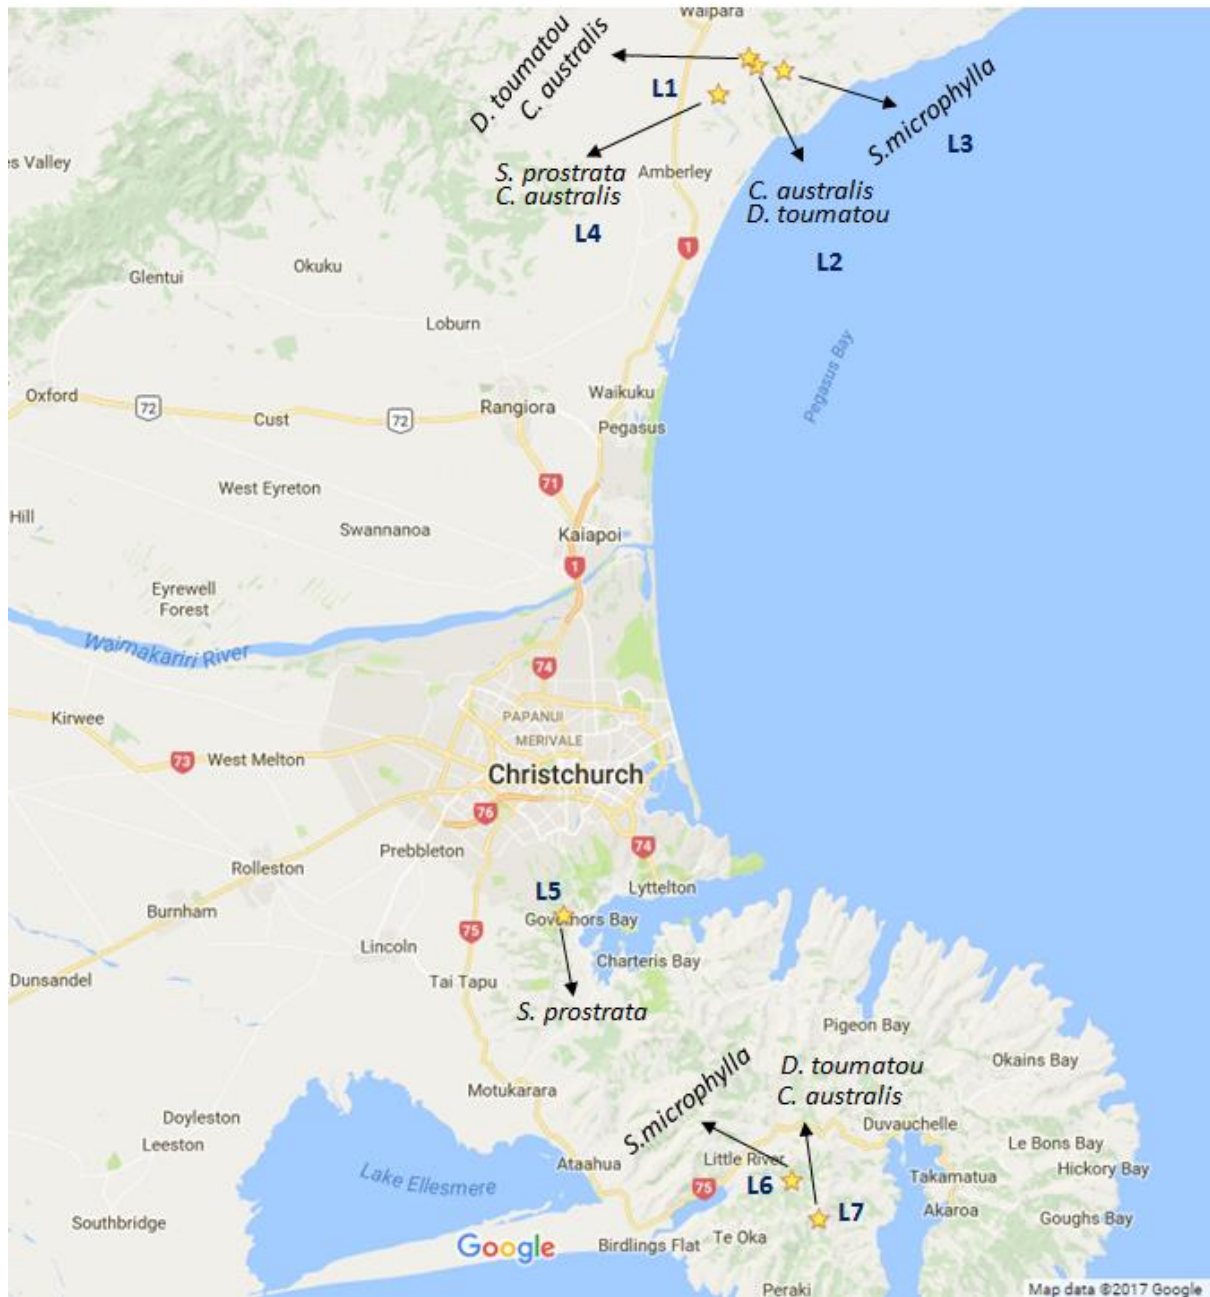 Waipara
D. toumatou
C. australis
L1
S.microphylla
L3
es Valley
S. prostrata
C. australis
Amberley
L4
C. australis
D. toumatou
L2
1
Okuku
Glentui
Loburn
Pegasus Bay
Oxford
72
Cust
72
Rangiora
Waikuku
Pegasus
71
West Eyreton
Hill
Swannanoa
Kaiapoi
1
Eyrewell
Forest
Waimakariri River
74
Kirwee
PAPANUI
MERIVALE
73
West Melton
Christchurch
76
74
Prebbleton
Rolleston
Lyttelton
L5
Burnham
Governors Bay
75
Lincoln
Charteris Bay
Dunsandel
Tai Tapu
S. prostrata
Pigeon Bay
Okains Bay
D. toumatou
C. australis
S.microphylla
Motukarara
Doyleston
Duvauchelle
Leeston
Le Bons Bay
Ataahua
Little River
Hickory Bay
Lake Ellesmere
75
L6
Takamatua
L7
Akaroa
Southbridge
Goughs Bay
Te Oka
Google
Birdlings Flat
Peraki
Map data ©2017 Google